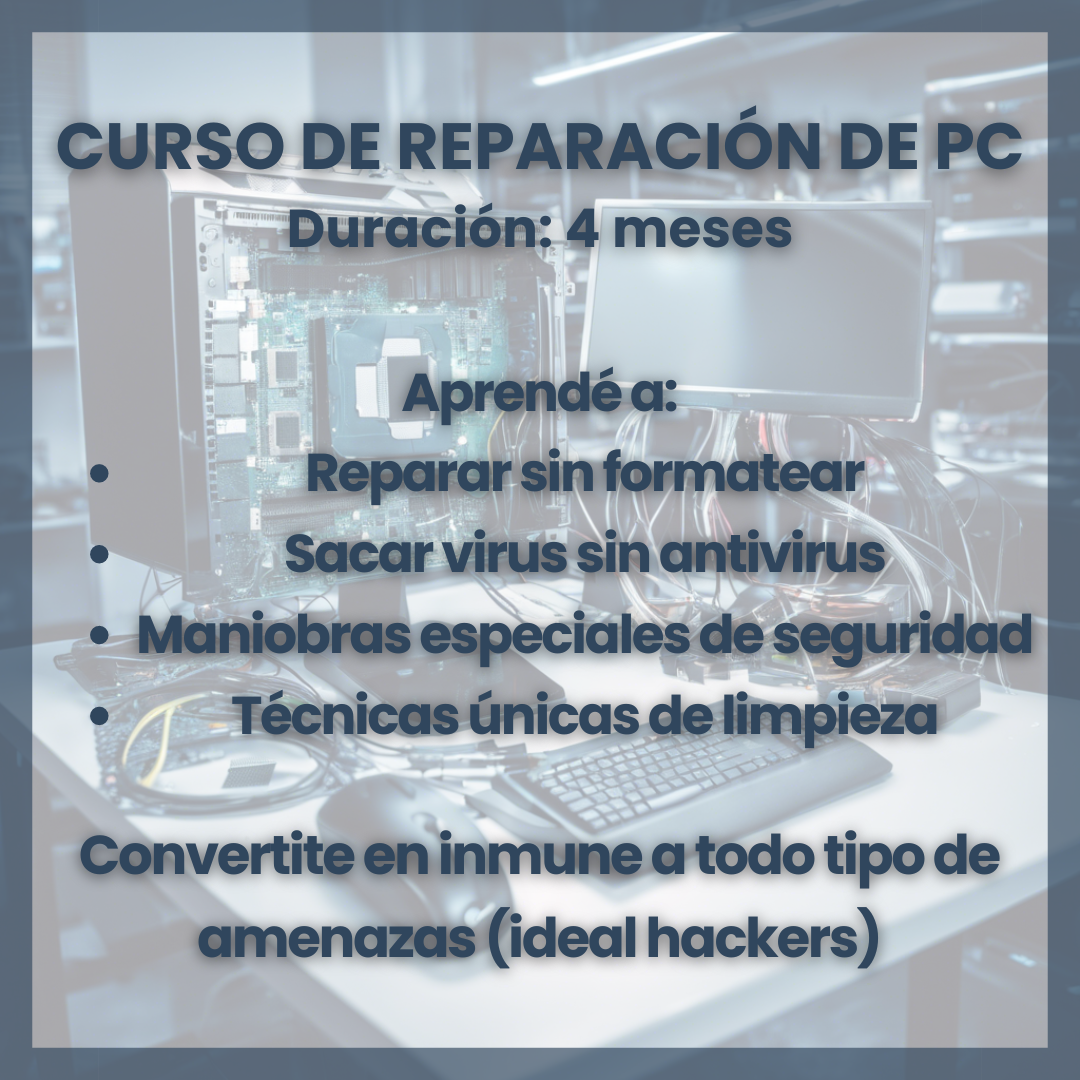 CURSO DE REPARACIÓN DE PC
Duración: 4 meses
Aprendé a:
• Reparar sin formatear
• Sacar virus sin antivirus
• Maniobras especiales de seguridad
• Técnicas únicas de limpieza
Convertite en inmune a todo tipo de
amenazas (ideal hackers)